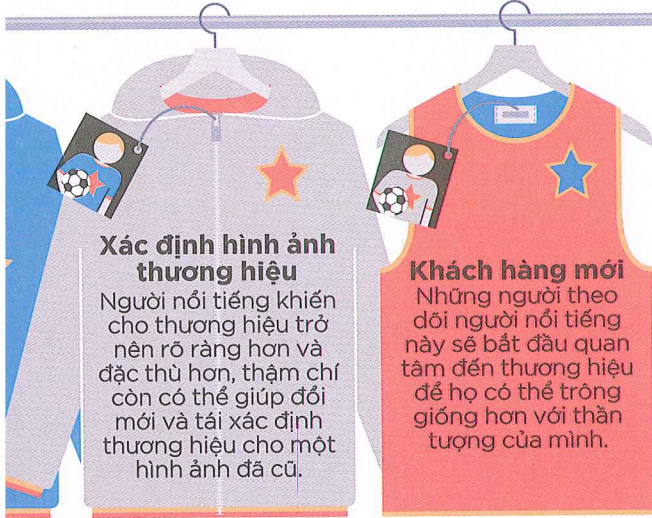 Xác định hình ảnh
thương hiệu
Người nổi tiếng khiến
cho thương hiệu trở
nên rõ ràng hơn và
đặc thù hơn, thậm chí
còn có thể giúp đổi
mới và tái xác định
thương hiệu cho một
hình ảnh đã cũ.
Khách hàng mới
Những người theo
dõi người nổi tiếng
này sẽ bắt đầu quan
tâm đến thương hiệu
để họ có thể trông
giống hơn với thần
tượng của mình.